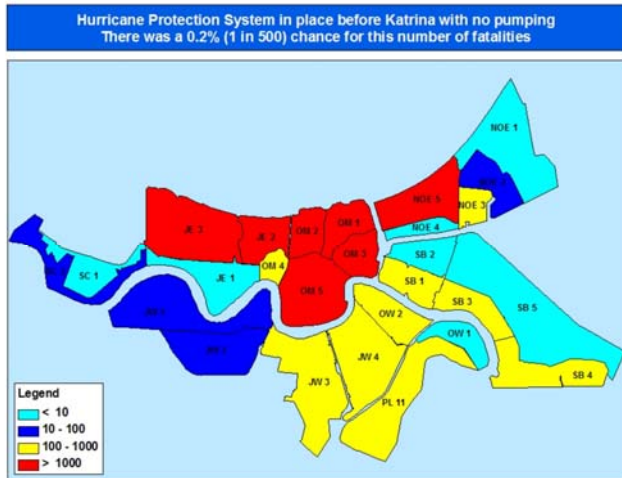 Hurricane Protection System in place before Katrina with no pumping
There was a 0.2% (1 in 500) chance for this number of fatalities
NOE 1
NOE 5
NOE 3
JE 3
JE 2
OM 2
OM 1
NOE 4
OM 3
SB 2
OM 4
SC 1
JE 1
SB 1
OM 5
SB 3
SB 5
OW 2
OW 1
JW 4
SB 4
JW 3
PL 11
Legend
< 10
10 - 100
100 - 1000
> 1000